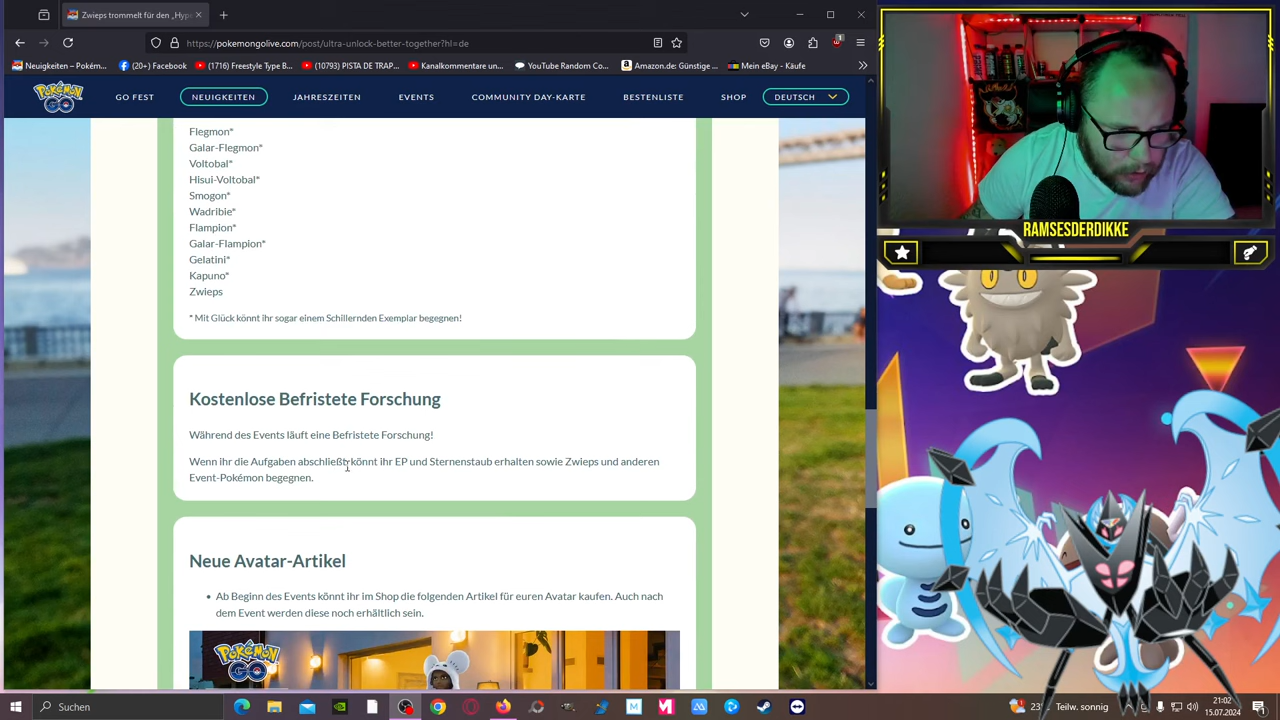 Zwieps trommelt für den „Hypc
https://pokemongolive.com/post/ultra-unlock-better-together?hl=de
Neuigkeiten – Pokém...
(20+) Facebook
(1716) Freestyle Type...
(10793) PISTA DE TRAP...
Kanalkommentare un...
YouTube Random Co...
Amazon.de: Günstige ...
Mein eBay - Käufe
POKÉMON GO
GO FEST
NEUIGKEITEN
JAHRESZEITEN
EVENTS
COMMUNITY DAY-SITE
BESTENLISTE
SHOP
DEUTSCH
Flegmon*
Galar-Flegmon*
Voltobal*
Hisui-Voltobal*
Smogon*
Wadribie*
Flampion*
Galar-Flampion*
Gelatini*
Kapuno*
Zwieps
* Mit Glück könnt ihr sogar einem Schillernden Exemplar begegnen!
Kostenlose Befristete Forschung
Während des Events läuft eine Befristete Forschung!
Wenn ihr die Aufgaben abschließt, könnt ihr EP und Sternenstaub erhalten sowie Zwieps und anderen
Event-Pokémon begegnen.
Neue Avatar-Artikel
• Ab Beginn des Events könnt ihr im Shop die folgenden Artikel für euren Avatar kaufen. Auch nach
dem Event werden diese noch erhältlich sein.
POKÉMON GO
RAMSESDERDIKKE
Suchen
Teilw. sonnig
21:02
15.07.2024